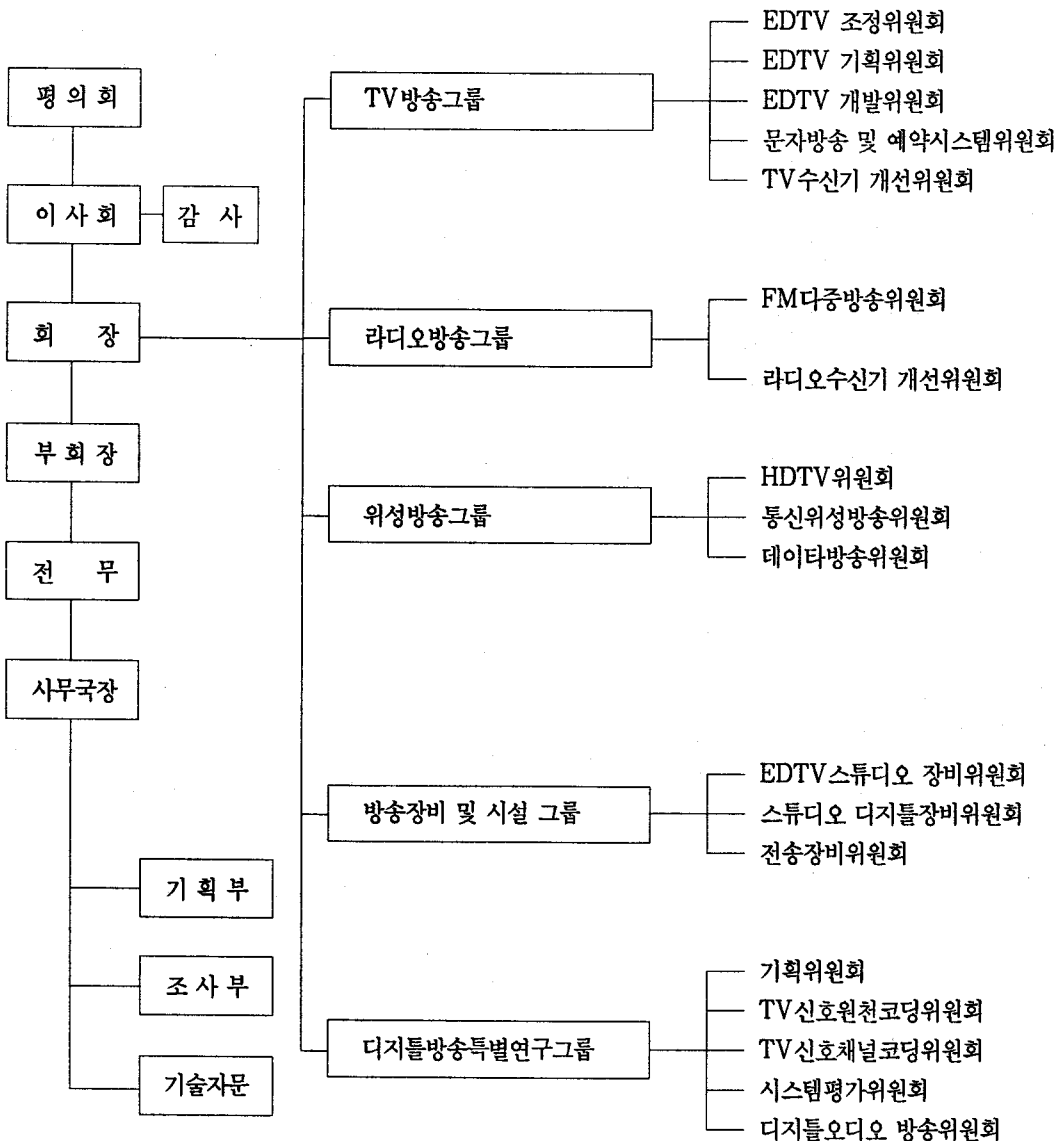 평 의 회
이 사 회
감 사
회 장
부 회 장
전 무
사무국장
기 획 부
조 사 부
기술자문
TV방송그룹
EDTV 조정위원회
EDTV 기획위원회
EDTV 개발위원회
문자방송 및 예약시스템위원회
TV수신기 개선위원회
라디오방송그룹
FM다중방송위원회
라디오수신기 개선위원회
위성방송그룹
HDTV위원회
통신위성방송위원회
데이타방송위원회
방송장비 및 시설 그룹
EDTV스튜디오 장비위원회
스튜디오 디지틀장비위원회
전송장비위원회
디지틀방송특별연구그룹
기획위원회
TV신호원천코딩위원회
TV신호채널코딩위원회
시스템평가위원회
디지틀오디오 방송위원회